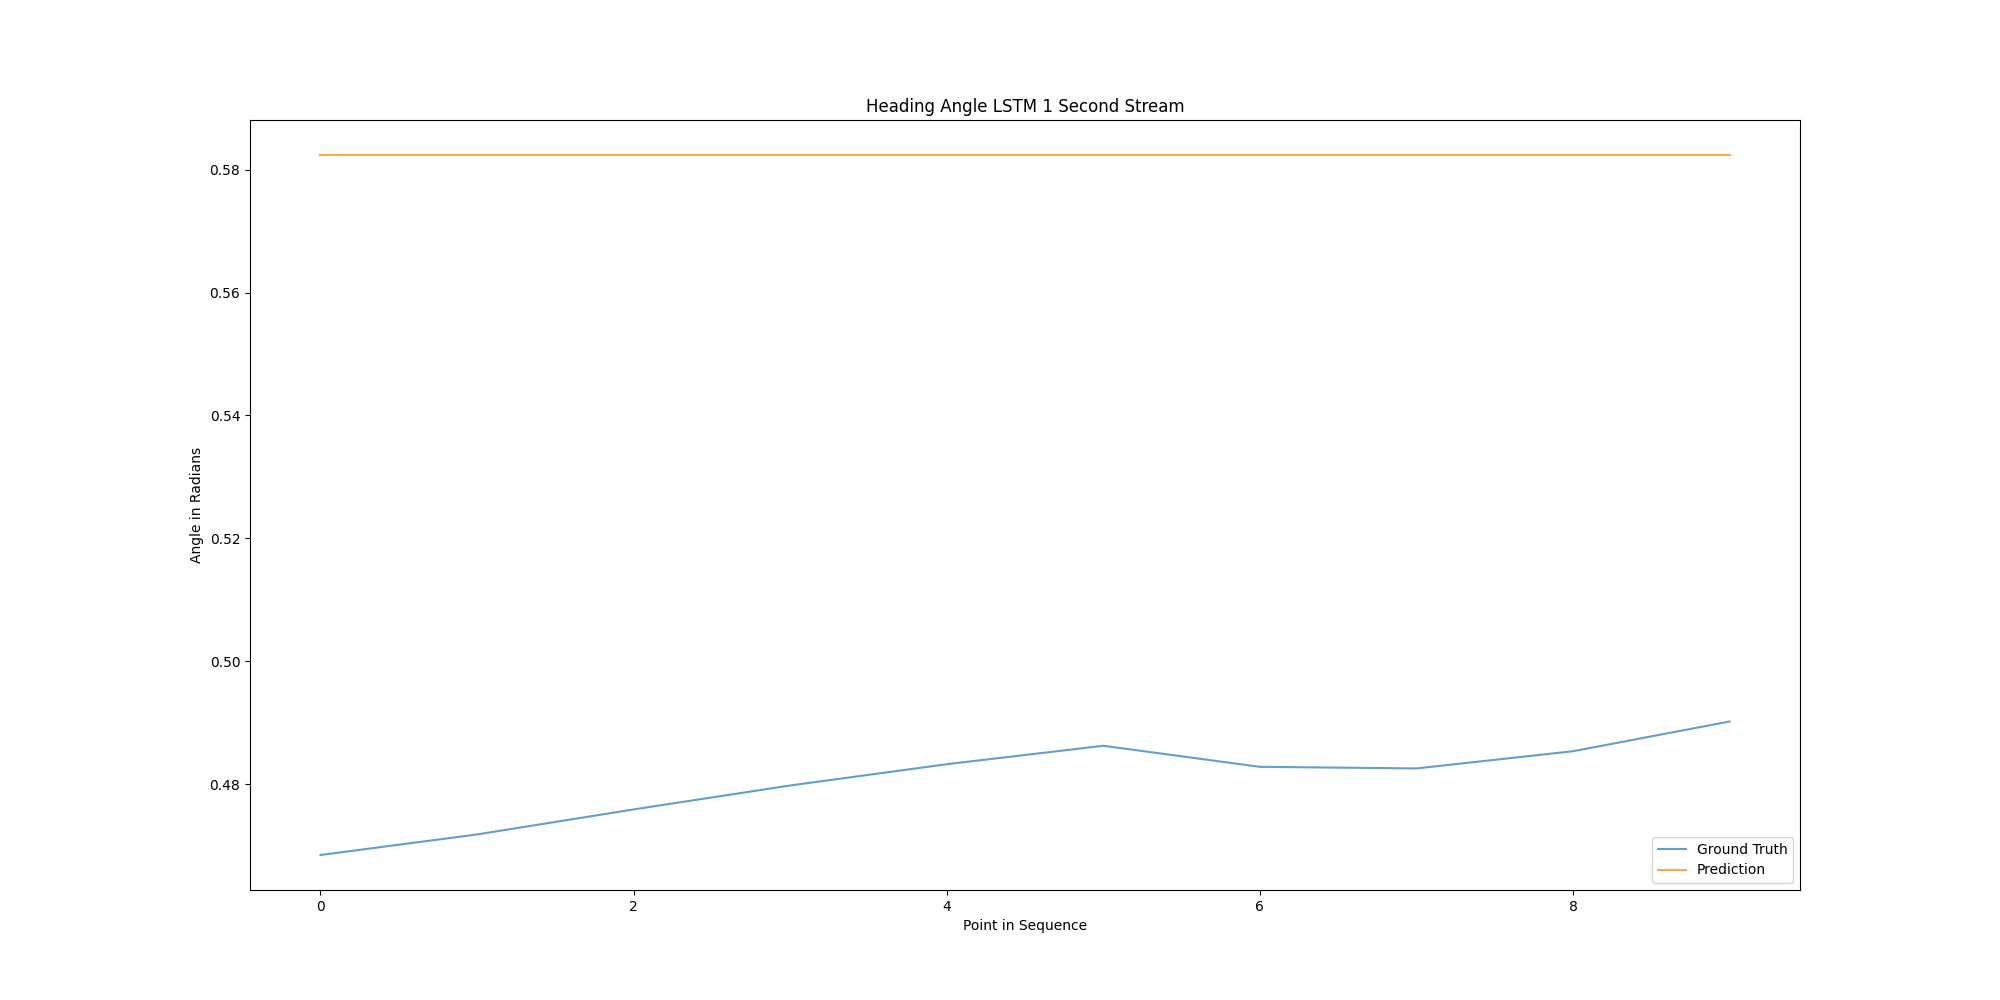 Heading Angle LSTM 1 Second Stream
0.58
0.56
0.54
0.52
0.50
0.48
Angle in Radians
Ground Truth
Prediction
0 2 4 6 8
Point in Sequence